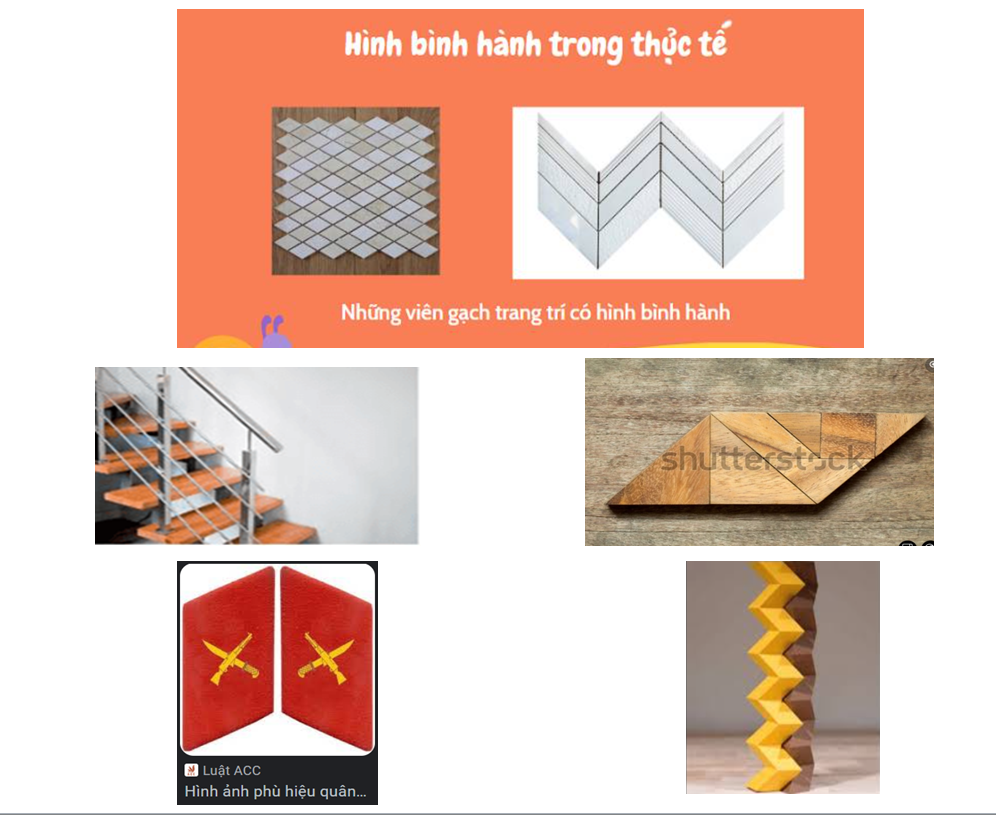 Hình bình hành trong thực tế
Những viên gạch trang trí có hình bình hành
shutterstock
Luật ACC
Hình ảnh phù hiệu quân...